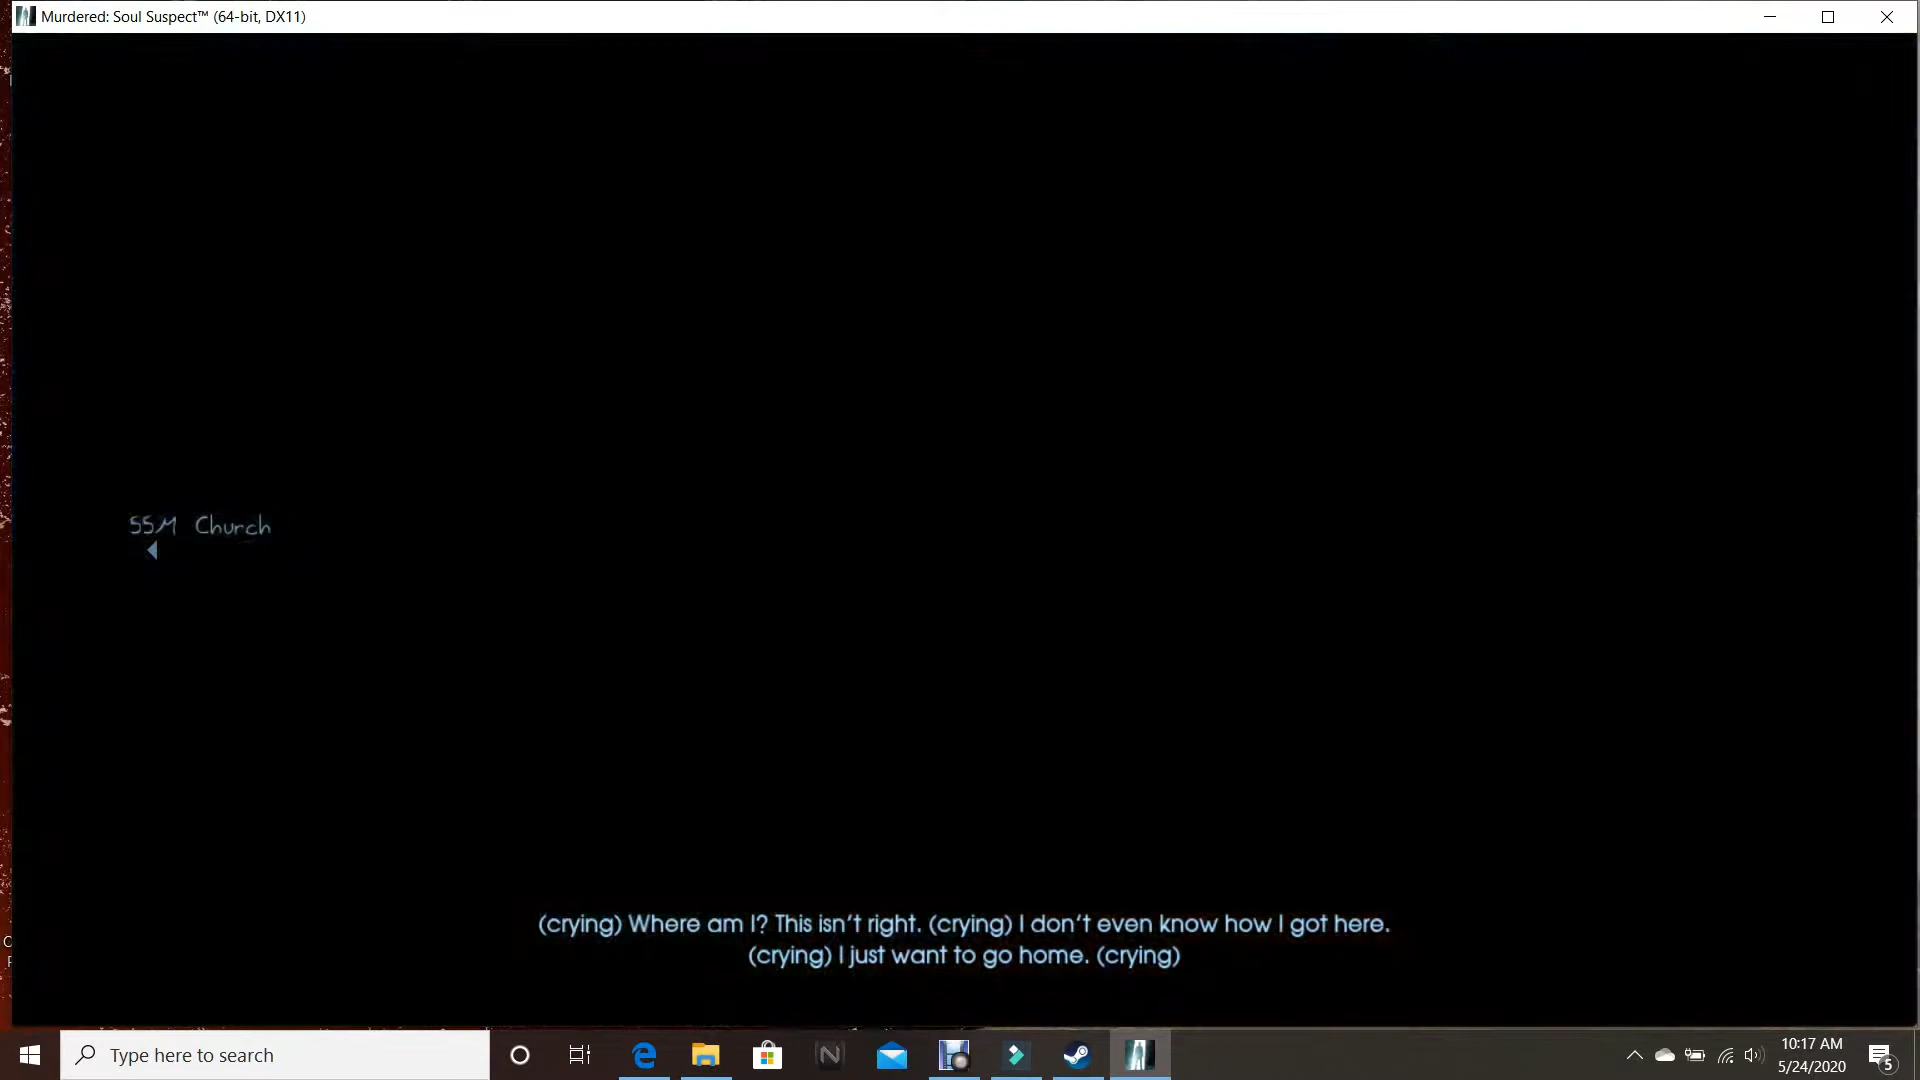 Murdered: Soul Suspect™ (64-bit, DX11)
55M Church
(crying) Where am I? This isn't right. (crying) I don't even know how I got here.
(crying) I just want to go home. (crying)
Type here to search
10:17 AM
5/24/2020
5